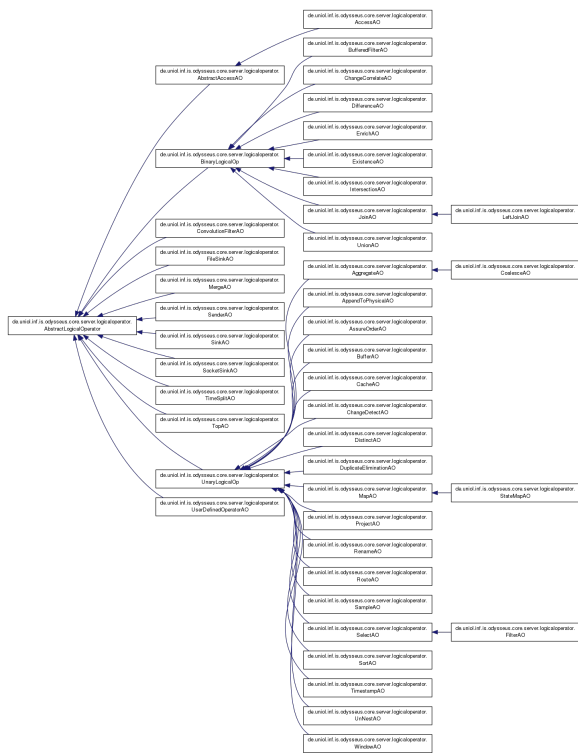 de.uniol.inf.is.odysseus.core.server.logicaloperator.
AbstractLogicalOperator
de.uniol.inf.is.odysseus.core.server.logicaloperator.
AbstractAccessAO
de.uniol.inf.is.odysseus.core.server.logicaloperator.
BinaryLogicalOp
de.uniol.inf.is.odysseus.core.server.logicaloperator.
ConvolutionFilterAO
de.uniol.inf.is.odysseus.core.server.logicaloperator.
FileSinkAO
de.uniol.inf.is.odysseus.core.server.logicaloperator.
MergeAO
de.uniol.inf.is.odysseus.core.server.logicaloperator.
SenderAO
de.uniol.inf.is.odysseus.core.server.logicaloperator.
SinkAO
de.uniol.inf.is.odysseus.core.server.logicaloperator.
SocketSinkAO
de.uniol.inf.is.odysseus.core.server.logicaloperator.
TimeSplitAO
de.uniol.inf.is.odysseus.core.server.logicaloperator.
TopAO
de.uniol.inf.is.odysseus.core.server.logicaloperator.
UnaryLogicalOp
de.uniol.inf.is.odysseus.core.server.logicaloperator.
UserDefinedOperatorAO
de.uniol.inf.is.odysseus.core.server.logicaloperator.
AccessAO
de.uniol.inf.is.odysseus.core.server.logicaloperator.
BufferedFilterAO
de.uniol.inf.is.odysseus.core.server.logicaloperator.
ChangeCorrelateAO
de.uniol.inf.is.odysseus.core.server.logicaloperator.
DifferenceAO
de.uniol.inf.is.odysseus.core.server.logicaloperator.
EnrichAO
de.uniol.inf.is.odysseus.core.server.logicaloperator.
ExistenceAO
de.uniol.inf.is.odysseus.core.server.logicaloperator.
IntersectionAO
de.uniol.inf.is.odysseus.core.server.logicaloperator.
JoinAO
de.uniol.inf.is.odysseus.core.server.logicaloperator.
UnionAO
de.uniol.inf.is.odysseus.core.server.logicaloperator.
AggregateAO
de.uniol.inf.is.odysseus.core.server.logicaloperator.
AppendToPhysicalAO
de.uniol.inf.is.odysseus.core.server.logicaloperator.
AssureOrderAO
de.uniol.inf.is.odysseus.core.server.logicaloperator.
BufferAO
de.uniol.inf.is.odysseus.core.server.logicaloperator.
CacheAO
de.uniol.inf.is.odysseus.core.server.logicaloperator.
ChangeDetectAO
de.uniol.inf.is.odysseus.core.server.logicaloperator.
DistinctAO
de.uniol.inf.is.odysseus.core.server.logicaloperator.
DuplicateEliminationAO
de.uniol.inf.is.odysseus.core.server.logicaloperator.
MapAO
de.uniol.inf.is.odysseus.core.server.logicaloperator.
ProjectAO
de.uniol.inf.is.odysseus.core.server.logicaloperator.
RenameAO
de.uniol.inf.is.odysseus.core.server.logicaloperator.
RouteAO
de.uniol.inf.is.odysseus.core.server.logicaloperator.
SampleAO
de.uniol.inf.is.odysseus.core.server.logicaloperator.
SelectAO
de.uniol.inf.is.odysseus.core.server.logicaloperator.
SortAO
de.uniol.inf.is.odysseus.core.server.logicaloperator.
TimestampAO
de.uniol.inf.is.odysseus.core.server.logicaloperator.
UnNestAO
de.uniol.inf.is.odysseus.core.server.logicaloperator.
WindowAO
de.uniol.inf.is.odysseus.core.server.logicaloperator.
LeftJoinAO
de.uniol.inf.is.odysseus.core.server.logicaloperator.
CoalesceAO
de.uniol.inf.is.odysseus.core.server.logicaloperator.
StateMapAO
de.uniol.inf.is.odysseus.core.server.logicaloperator.
FilterAO